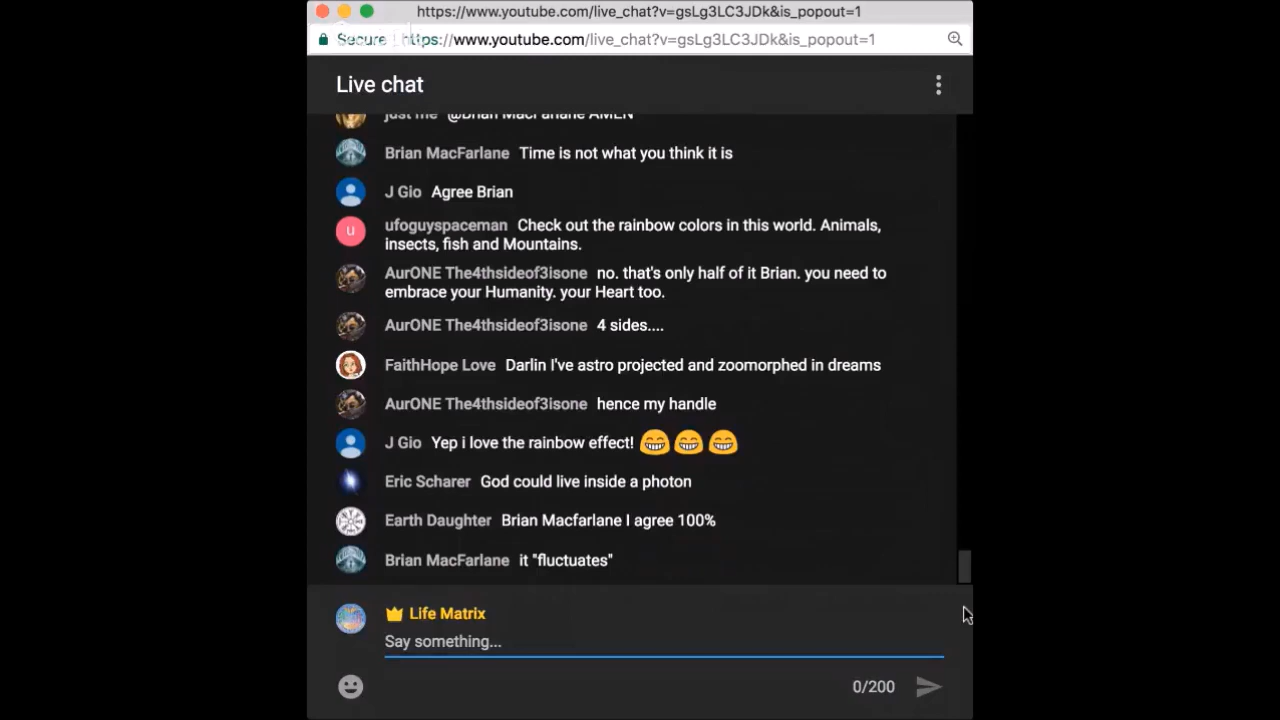 https://www.youtube.com/live_chat?v=gsLg3LC3JDk&is_popout=1
Secure https://www.youtube.com/live_chat?v=gsLg3LC3JDk&is_popout=1
Live chat
just me @Brian MacFarlane AMEN
Brian MacFarlane Time is not what you think it is
J Gio Agree Brian
u
ufoguyspaceman Check out the rainbow colors in this world. Animals,
insects, fish and Mountains.
AurONE The4thsideof3isone no. that's only half of it Brian. you need to
embrace your Humanity. your Heart too.
AurONE The4thsideof3isone 4 sides....
FaithHope Love Darlin I've astro projected and zoomorphed in dreams
AurONE The4thsideof3isone hence my handle
J Gio Yep i love the rainbow effect! 😁😁😁
Eric Scharer God could live inside a photon
Earth Daughter Brian Macfarlane I agree 100%
Brian MacFarlane it "fluctuates"
Life Matrix
Say something...
0/200